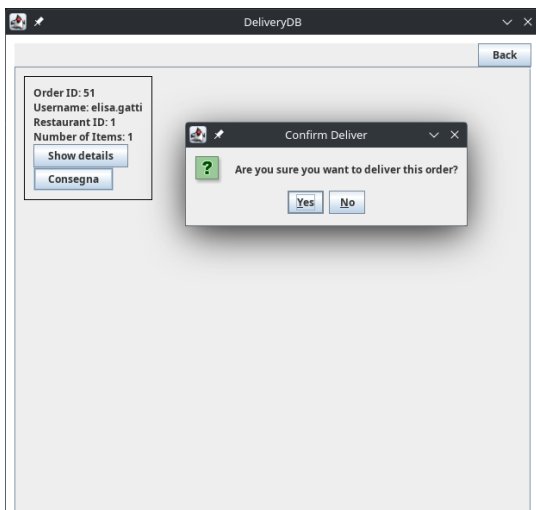 DeliveryDB
Back
Order ID: 51
Username: elisa.gatti
Restaurant ID: 1
Number of Items: 1
Show details
Consegna
Confirm Deliver
?
Are you sure you want to deliver this order?
Yes No